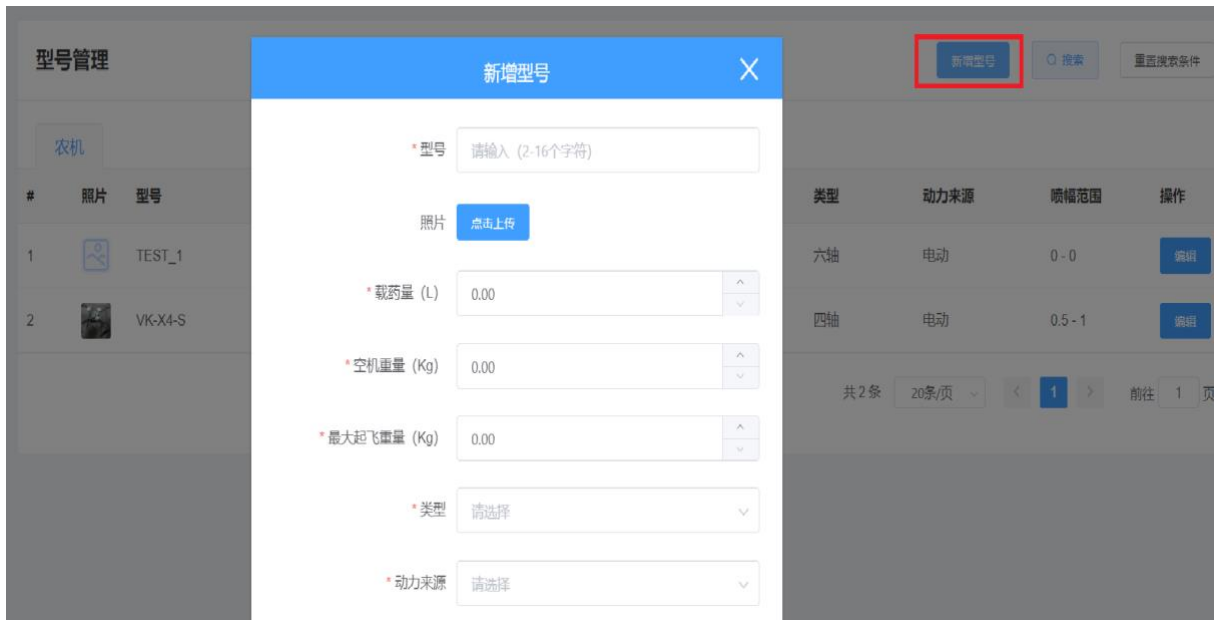 型号管理
新增型号
搜索
重置搜索条件
新增型号
农机
# 照片 型号 类型 动力来源 喷幅范围 操作
1 TEST_1 六轴 电动 0 - 0 编辑
2 VK-X4-S 四轴 电动 0.5 - 1 编辑
共2条 20条/页 1 前往 1 页
*型号 请输入（2-16个字符)
照片 点击上传
*载药量（L) 0.00
*空机重量（Kg) 0.00
*最大起飞重量（Kg) 0.00
*类型 请选择
*动力来源 请选择